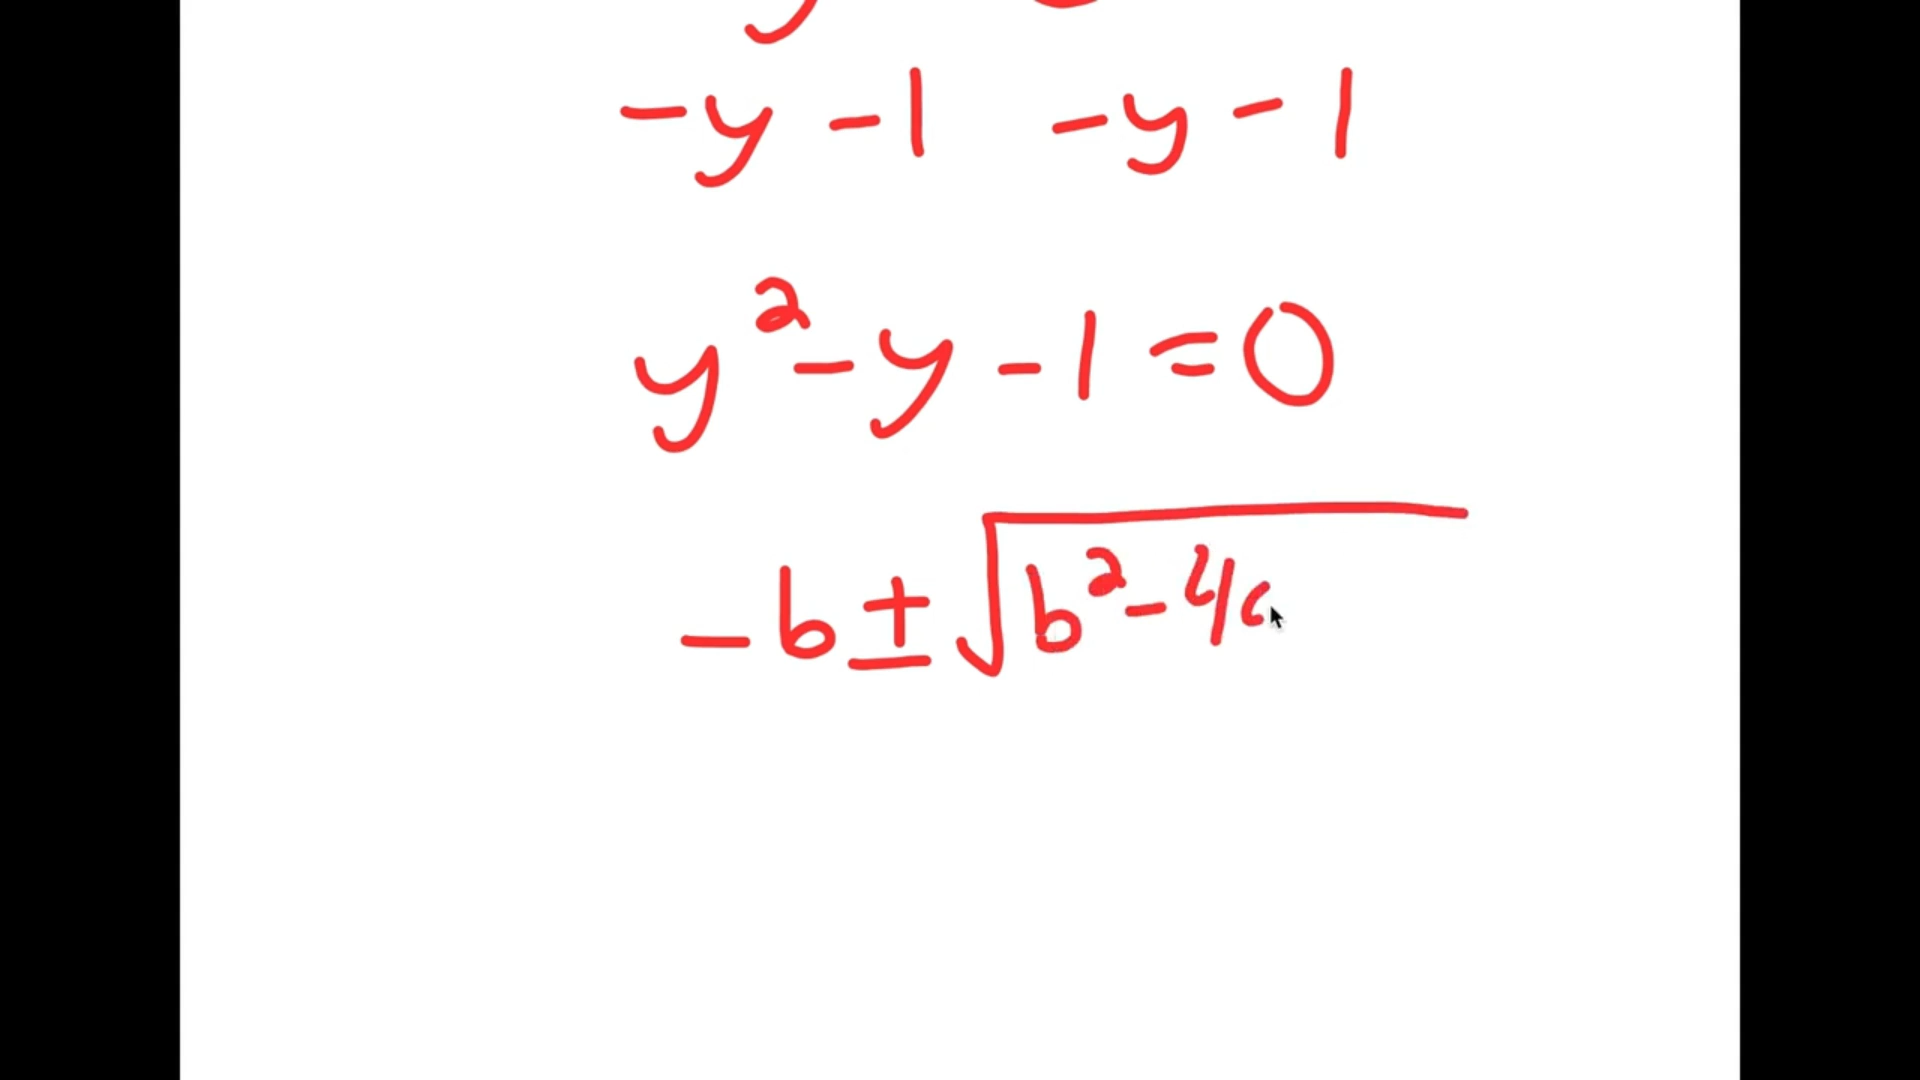 -y -1 -y - 1
y² - y - 1 = 0
-b ± √b² - 4